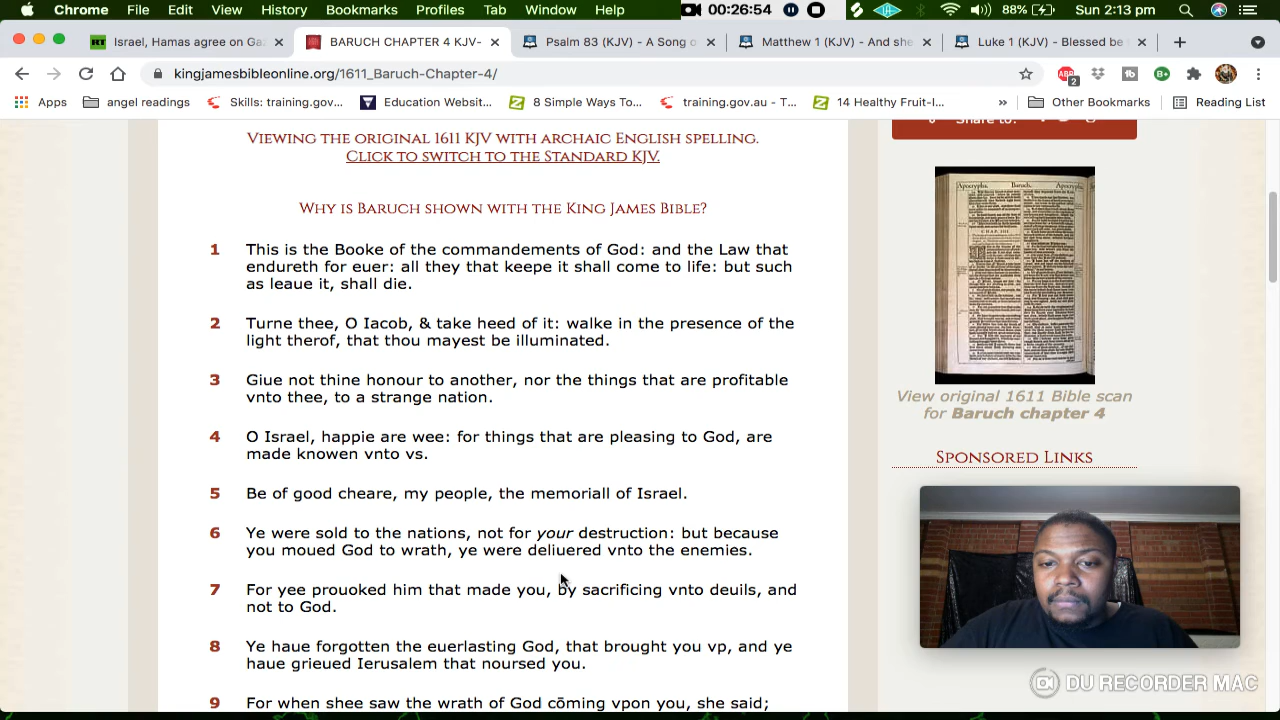 Chrome File Edit View History Bookmarks Profiles Tab Window Help 00:26:54 88% Sun 2:13 pm
RT Israel, Hamas agree on Ga BARUCH CHAPTER 4 KJV- Psalm 83 (KJV) - A Song o Matthew 1 (KJV) - And she Luke 1 (KJV) - Blessed be
kingjamesbibleonline.org/1611_Baruch-Chapter-4/ ABP 2
Apps angel readings Skills: training.gov... Education Websit... 8 Simple Ways To... training.gov.au - T... 14 Healthy Fruit-I... » Other Bookmarks Reading List
Viewing the original 1611 KJV with archaic English spelling.
Click to switch to the Standard KJV.
Why is Baruch shown with the King James Bible?
1 This is the Booke of the commandements of God: and the Law that
endureth for euer: all they that keepe it shall come to life: but such
as leaue it, shall die.
2 Turne thee, O Iacob, & take heed of it: walke in the presence of the
light therof, that thou mayest be illuminated.
3 Giue not thine honour to another, nor the things that are profitable
vnto thee, to a strange nation.
4 O Israel, happie are wee: for things that are pleasing to God, are
made knowen vnto vs.
5 Be of good cheare, my people, the memoriall of Israel.
6 Ye were sold to the nations, not for your destruction: but because
you moued God to wrath, ye were deliuered vnto the enemies.
7 For yee prouoked him that made you, by sacrificing vnto deuils, and
not to God.
8 Ye haue forgotten the euerlasting God, that brought you vp, and ye
haue grieued Ierusalem that noursed you.
9 For when shee saw the wrath of God cōming vpon you, she said;
Share to:
Apocrypha. Baruch. Apocrypha.
View original 1611 Bible scan
for Baruch chapter 4
Sponsored Links
DU RECORDER MAC